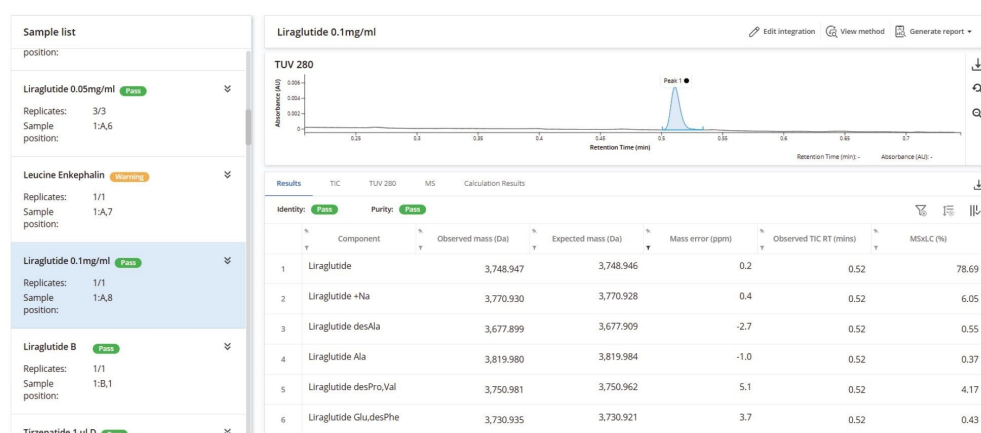 Sample list
position:
Liraglutide 0.05mg/ml Pass
Replicates: 3/3
Sample position: 1:A,6
Leucine Enkephalin Warning
Replicates: 1/1
Sample position: 1:A,7
Liraglutide 0.1mg/ml Pass
Replicates: 1/1
Sample position: 1:A,8
Liraglutide B Pass
Replicates: 1/1
Sample position: 1:B,1
Liraglutide 0.1mg/ml
Edit integration View method Generate report
TUV 280
Absorbance (AU)
0.006
0.004
0.002
0
Peak 1
0.25 0.3 0.35 0.4 0.45 0.5 0.55 0.6 0.65 0.7
Retention Time (min)
Retention Time (min): - Absorbance (AU): -
Results TIC TUV 280 MS Calculation Results
Identity: Pass Purity: Pass
Component Observed mass (Da) Expected mass (Da) Mass error (ppm) Observed TIC RT (mins) MSxLC (%)
1 Liraglutide 3,748.947 3,748.946 0.2 0.52 78.69
2 Liraglutide +Na 3,770.930 3,770.928 0.4 0.52 6.05
3 Liraglutide desAla 3,677.899 3,677.909 -2.7 0.52 0.55
4 Liraglutide Ala 3,819.980 3,819.984 -1.0 0.52 0.37
5 Liraglutide desPro,Val 3,750.981 3,750.962 5.1 0.52 4.17
6 Liraglutide Glu,desPhe 3,730.935 3,730.921 3.7 0.52 0.43